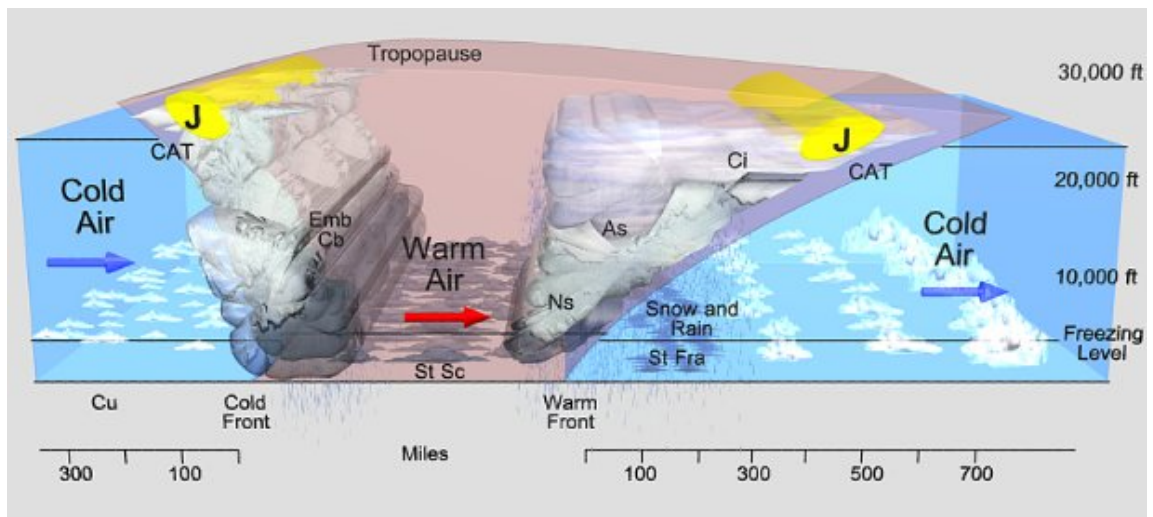 Tropopause
30,000 ft
J
J
CAT
Ci
CAT
20,000 ft
Cold
Air
Emb
Cb
Warm
Air
As
Cold
Air
10,000 ft
Ns
Snow and
Rain
Freezing
Level
St Fra
St Sc
Cu
Cold
Front
Warm
Front
Miles
300
100
100
300
500
700